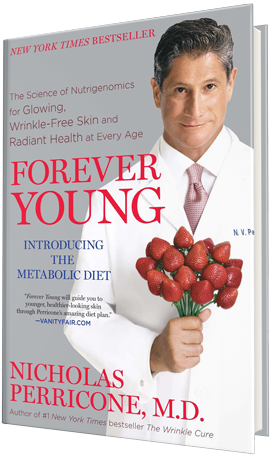 NEW YORK TIMES BESTSELLER
The Science of Nutrigenomics
for Glowing,
Wrinkle-Free Skin and
Radiant Health at Every Age
FOREVER
YOUNG
N. V. Pe
INTRODUCING
THE
METABOLIC DIET
"Forever Young will guide you to
younger, healthier-looking skin
through Perricone's amazing diet plan."
—VANITYFAIR.COM
NICHOLAS
PERRICONE, M.D.
Author of #1 New York Times bestseller The Wrinkle Cure